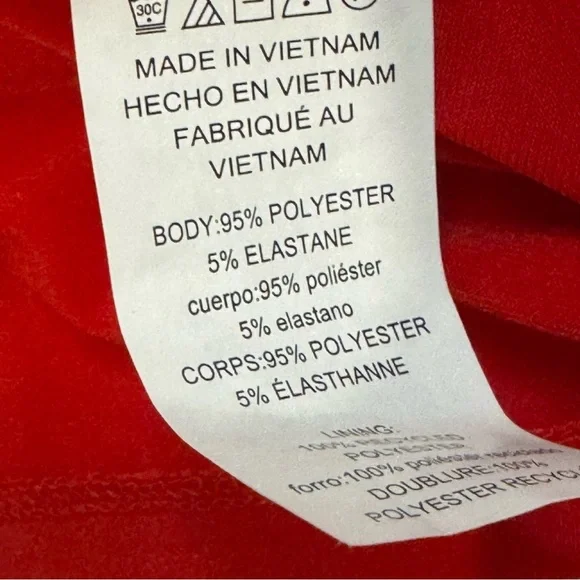 30C
MADE IN VIETNAM
HECHO EN VIETNAM
FABRIQUÉ AU
VIETNAM
BODY:95% POLYESTER
5% ELASTANE
cuerpo:95% poliéster
5% elastano
CORPS:95% POLYESTER
5% ÉLASTHANNE
LINING:
100% RECYCLED
POLYESTER
forro:100% poliéster reciclado
DOUBLURE:100%
POLYESTER RECYC